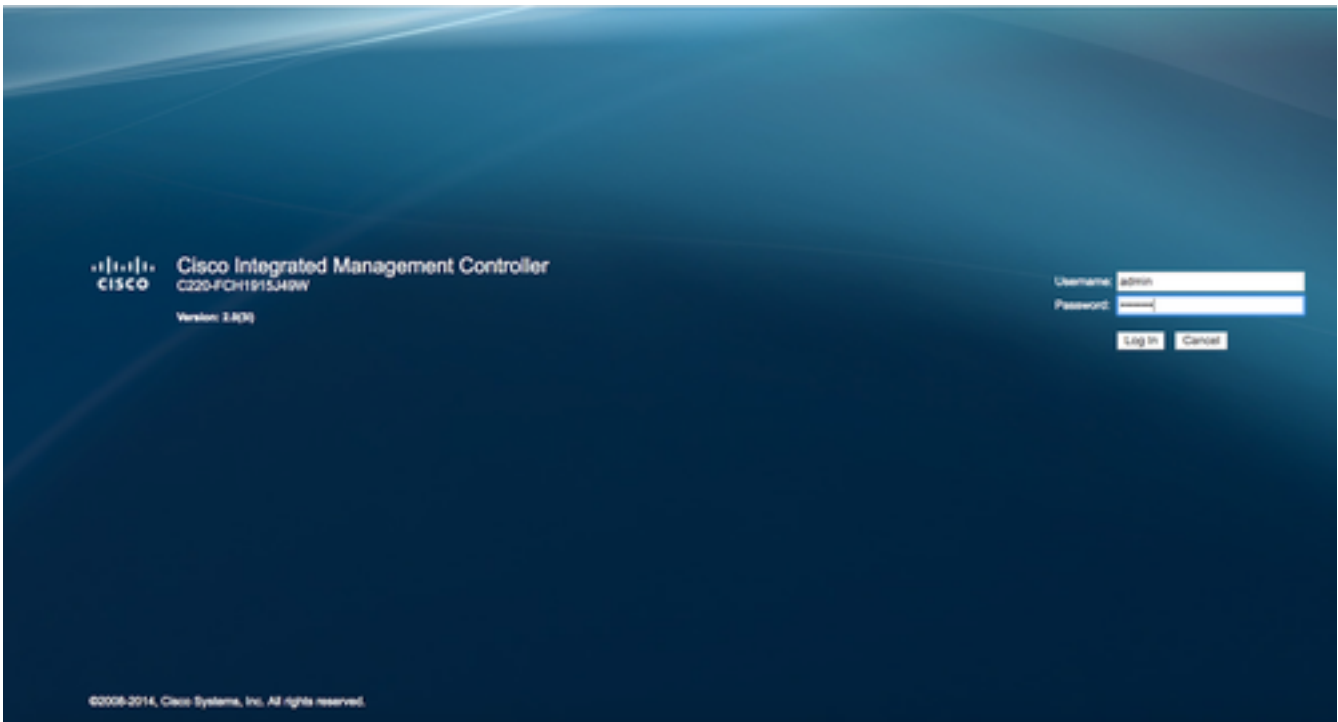 CISCO
Cisco Integrated Management Controller
C220-FCH1915J49W
Version: 2.0(3i)
Username: admin
Password:
Log In Cancel
©2008-2014, Cisco Systems, Inc. All rights reserved.